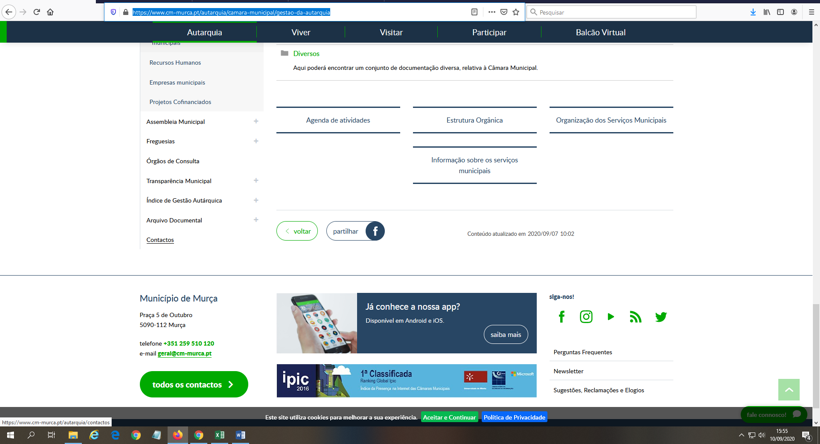 https://www.cm-murca.pt/autarquia/camara-municipal/gestao-da-autarquia
Pesquisar
Autarquia
Viver
Visitar
Participar
Balcão Virtual
municipais
Recursos Humanos
Empresas municipais
Projetos Cofinanciados
Assembleia Municipal
Freguesias
Órgãos de Consulta
Transparência Municipal
Índice de Gestão Autárquica
Arquivo Documental
Contactos
Diversos
Aqui poderá encontrar um conjunto de documentação diversa, relativa à Câmara Municipal.
Agenda de atividades
Estrutura Orgânica
Organização dos Serviços Municipais
Informação sobre os serviços
municipais
voltar
partilhar
Conteúdo atualizado em 2020/09/07 10:02
Município de Murça
Praça 5 de Outubro
5090-112 Murça
telefone +351 259 510 120
e-mail geral@cm-murca.pt
todos os contactos
Já conhece a nossa app?
Disponível em Android e iOS.
saiba mais
ipic
2016
1ª Classificada
Ranking Global Ipic
Microsoft
siga-nos!
Perguntas Frequentes
Newsletter
Sugestões, Reclamações e Elogios
Fale connosco!
Este site utiliza cookies para melhorar a sua experiência.
Aceitar e Continuar
Política de Privacidade
https://www.cm-murca.pt/autarquia/contactos
15:55
10/09/2020